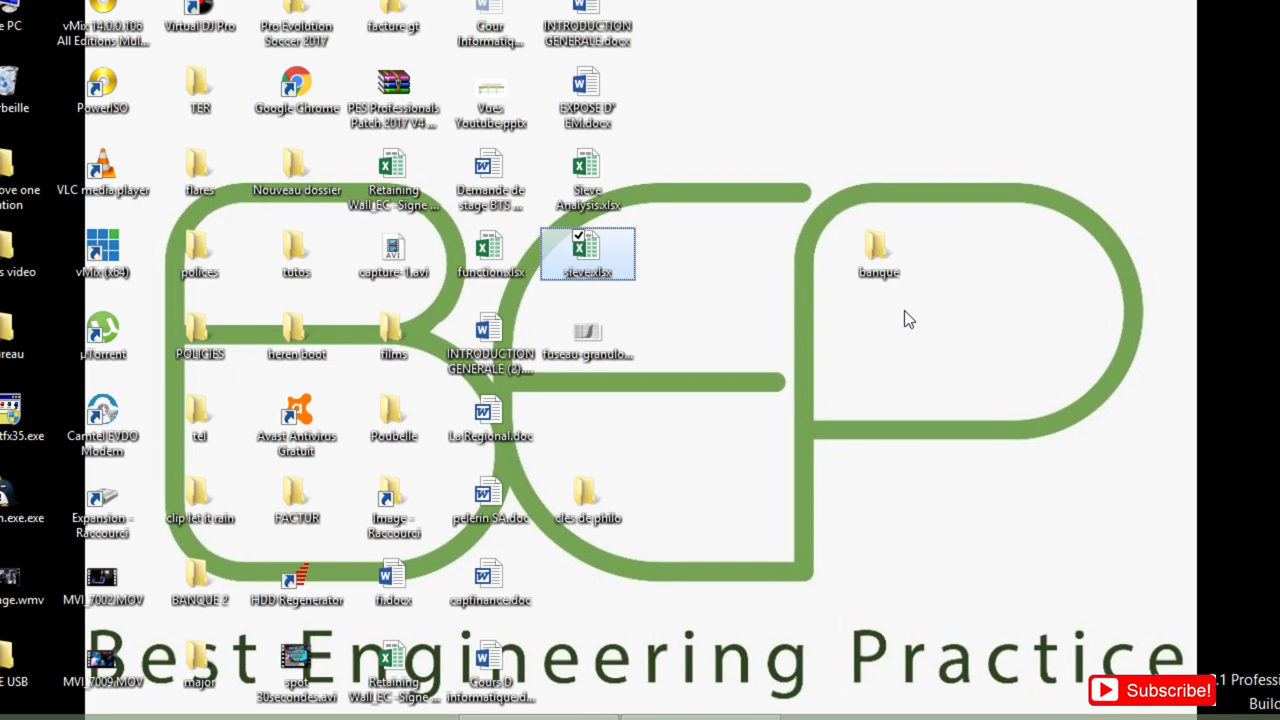 e PC
vMix 14.0.0.106
All Editions Mul...
Virtual DJ Pro
Pro Evolution
Soccer 2017
facture gt
Cour
Informatiq...
INTRODUCTION
GENERALE.docx
rbeille
PowerISO
TER
Google Chrome
PES Professionals
Patch 2017 V4 ...
Vues
Youtube.pptx
EXPOSE D'
EM.docx
ove one
ntion
VLC media player
flares
Nouveau dossier
Retaining
Wall_EC -Signe ...
Demande de
stage BTS ...
Sieve
Analysis.xlsx
s video
vMix (x64)
polices
tutos
capture-1.avi
function.xlsx
sieve.xlsx
banque
reau
µTorrent
POLICIES
heren boot
films
INTRODUCTION
GENERALE (2)....
fuseau-granulo...
tfx35.exe
Camtel EVDO
Modem
tel
Avast Antivirus
Gratuit
Poubelle
La Regional.doc
n.exe.exe
Expansion -
Raccourci
clip let it rain
FACTUR
Image -
Raccourci
pelerin SA.doc
cles de philo
ge.wmv
MVI_7002.MOV
BANQUE 2
HDD Regenerator
fi.docx
capfinance.doc
E USB
MVI_7009.MOV
major
spot
30secondes.avi
Retaining
Wall_EC -Signe ...
Cours D
informatique.d...
Best Engineering Practice
Subscribe!
.1 Professi
Build